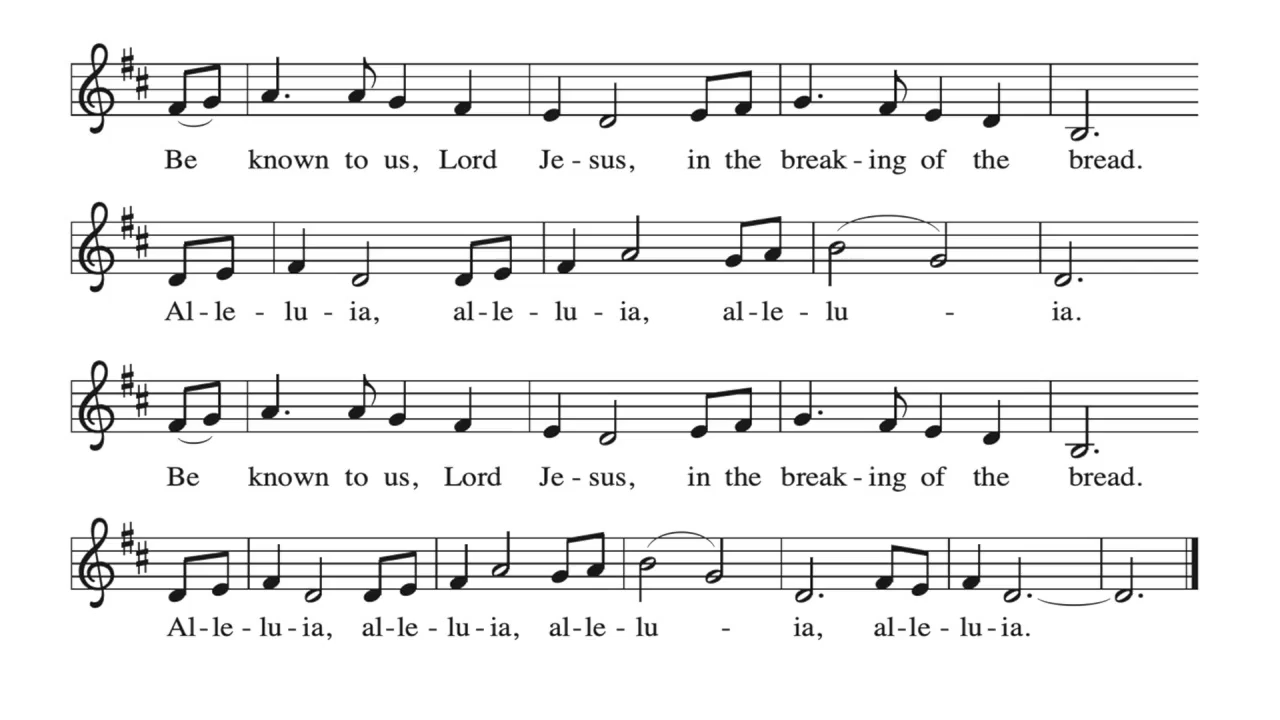 Be known to us, Lord Je - sus, in the break - ing of the bread.
Al - le - lu - ia, al - le - lu - ia, al - le - lu - ia.
Be known to us, Lord Je - sus, in the break - ing of the bread.
Al - le - lu - ia, al - le - lu - ia, al - le - lu - ia, al - le - lu - ia.